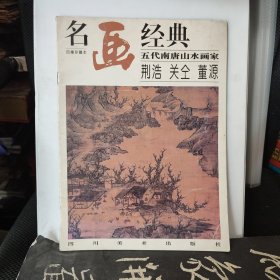 名画经典
五代南唐山水画家
荆浩 关仝 董源
四川美术出版社